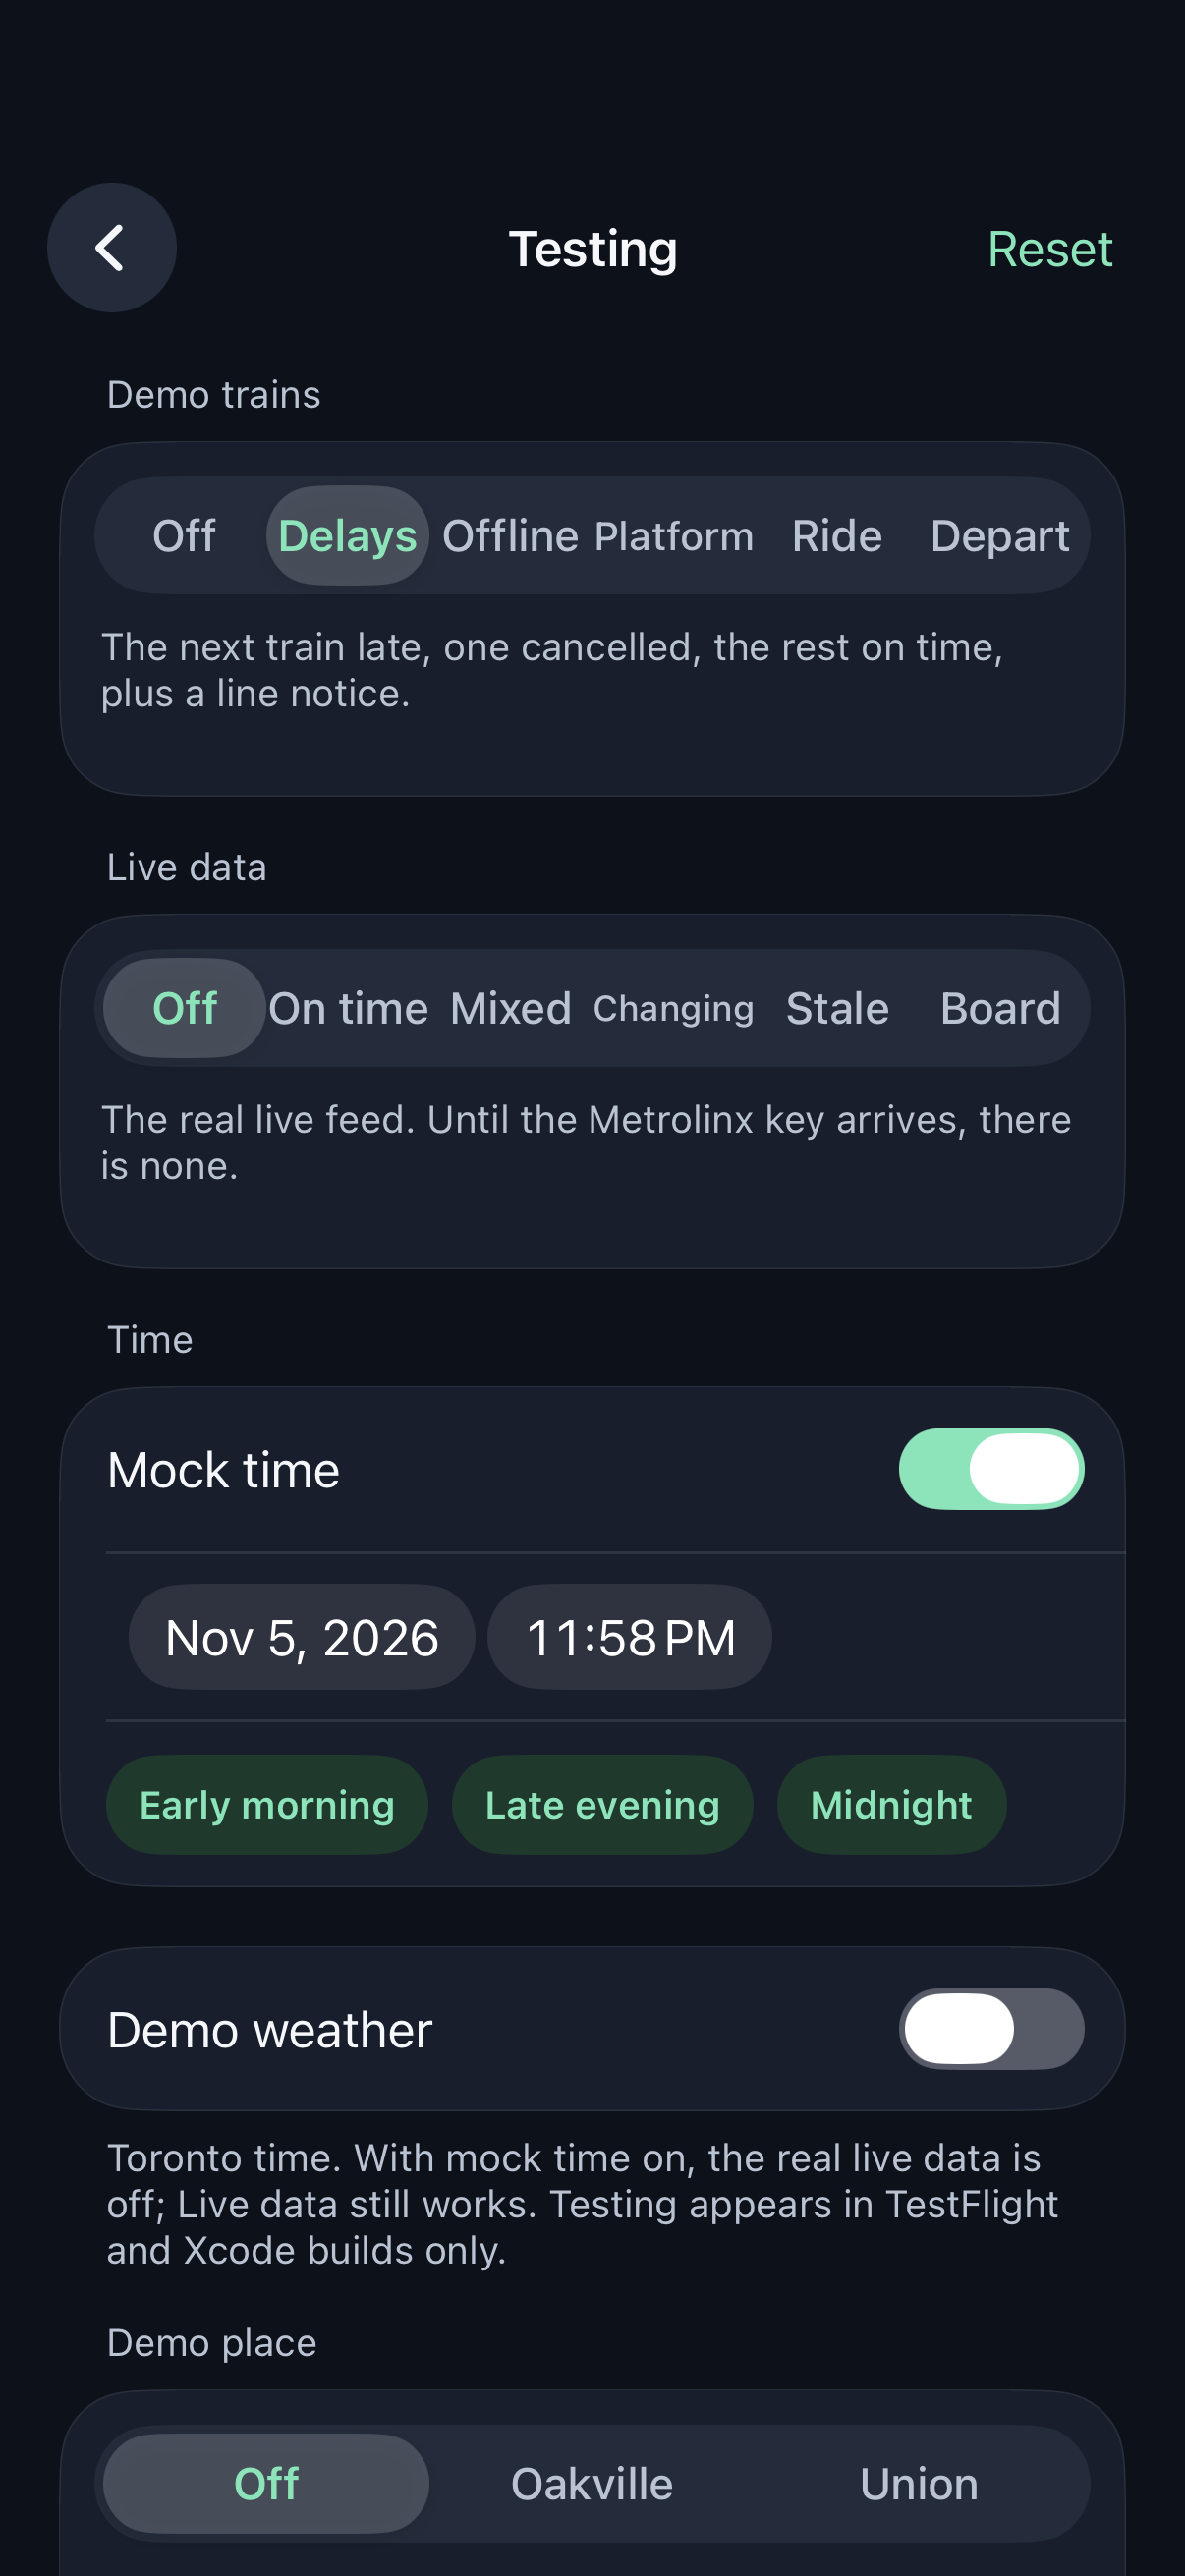 Testing
Reset
Demo trains
Off Delays Offline Platform Ride Depart
The next train late, one cancelled, the rest on time,
plus a line notice.
Live data
Off On time Mixed Changing Stale Board
The real live feed. Until the Metrolinx key arrives, there
is none.
Time
Mock time
Nov 5, 2026 11:58 PM
Early morning Late evening Midnight
Demo weather
Toronto time. With mock time on, the real live data is
off; Live data still works. Testing appears in TestFlight
and Xcode builds only.
Demo place
Off Oakville Union